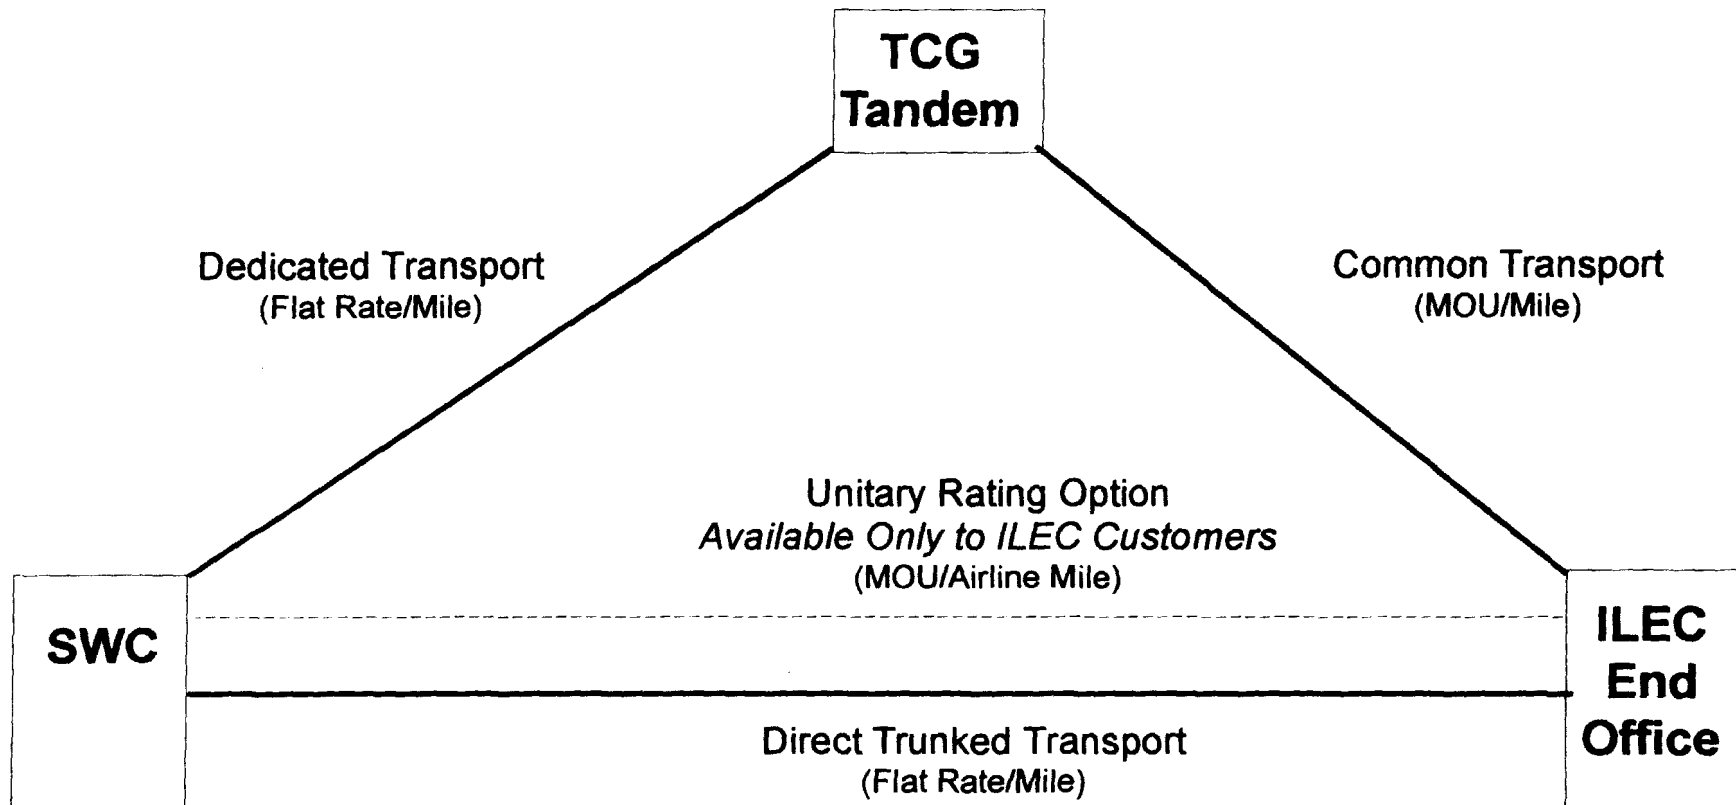 TCG
Tandem
Dedicated Transport
(Flat Rate/Mile)
Common Transport
(MOU/Mile)
Unitary Rating Option
Available Only to ILEC Customers
(MOU/Airline Mile)
SWC
ILEC
End
Office
Direct Trunked Transport
(Flat Rate/Mile)